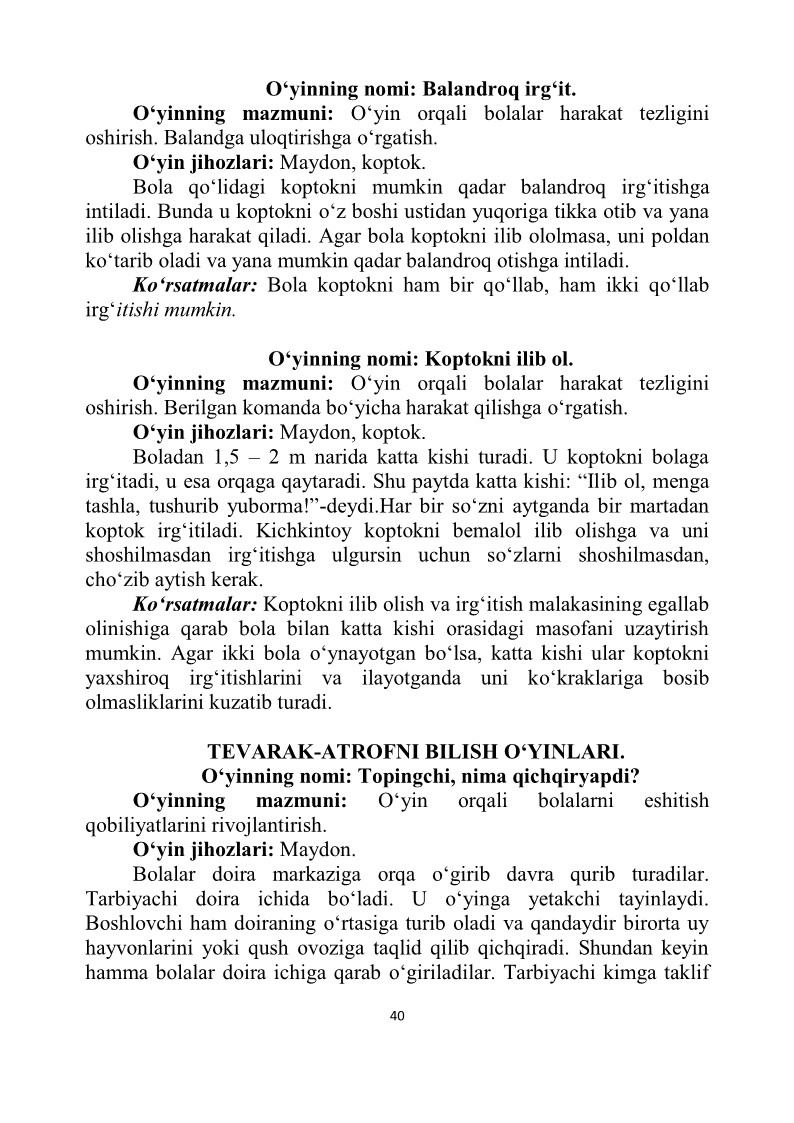 O‘yinning nomi: Balandroq irg‘it.
O‘yinning mazmuni: O‘yin orqali bolalar harakat tezligini
oshirish. Balandga uloqtirishga o‘rgatish.
O‘yin jihozlari: Maydon, koptok.
Bola qo‘lidagi koptokni mumkin qadar balandroq irg‘itishga
intiladi. Bunda u koptokni o‘z boshi ustidan yuqoriga tikka otib va yana
ilib olishga harakat qiladi. Agar bola koptokni ilib ololmasa, uni poldan
ko‘tarib oladi va yana mumkin qadar balandroq otishga intiladi.
Ko‘rsatmalar: Bola koptokni ham bir qo‘llab, ham ikki qo‘llab
irg‘itishi mumkin.
O‘yinning nomi: Koptokni ilib ol.
O‘yinning mazmuni: O‘yin orqali bolalar harakat tezligini
oshirish. Berilgan komanda bo‘yicha harakat qilishga o‘rgatish.
O‘yin jihozlari: Maydon, koptok.
Boladan 1,5 – 2 m narida katta kishi turadi. U koptokni bolaga
irg‘itadi, u esa orqaga qaytaradi. Shu paytda katta kishi: “Ilib ol, menga
tashla, tushurib yuborma!”-deydi.Har bir so‘zni aytganda bir martadan
koptok irg‘itiladi. Kichkintoy koptokni bemalol ilib olishga va uni
shoshilmasdan irg‘itishga ulgursin uchun so‘zlarni shoshilmasdan,
cho‘zib aytish kerak.
Ko‘rsatmalar: Koptokni ilib olish va irg‘itish malakasining egallab
olinishiga qarab bola bilan katta kishi orasidagi masofani uzaytirish
mumkin. Agar ikki bola o‘ynayotgan bo‘lsa, katta kishi ular koptokni
yaxshiroq irg‘itishlarini va ilayotganda uni ko‘kraklariga bosib
olmasliklarini kuzatib turadi.
TEVARAK-ATROFNI BILISH O‘YINLARI.
O‘yinning nomi: Topingchi, nima qichqiryapdi?
O‘yinning mazmuni: O‘yin orqali bolalarni eshitish
qobiliyatlarini rivojlantirish.
O‘yin jihozlari: Maydon.
Bolalar doira markaziga orqa o‘girib davra qurib turadilar.
Tarbiyachi doira ichida bo‘ladi. U o‘yinga yetakchi tayinlaydi.
Boshlovchi ham doiraning o‘rtasiga turib oladi va qandaydir birorta uy
hayvonlarini yoki qush ovoziga taqlid qilib qichqiradi. Shundan keyin
hamma bolalar doira ichiga qarab o‘giriladilar. Tarbiyachi kimga taklif
40